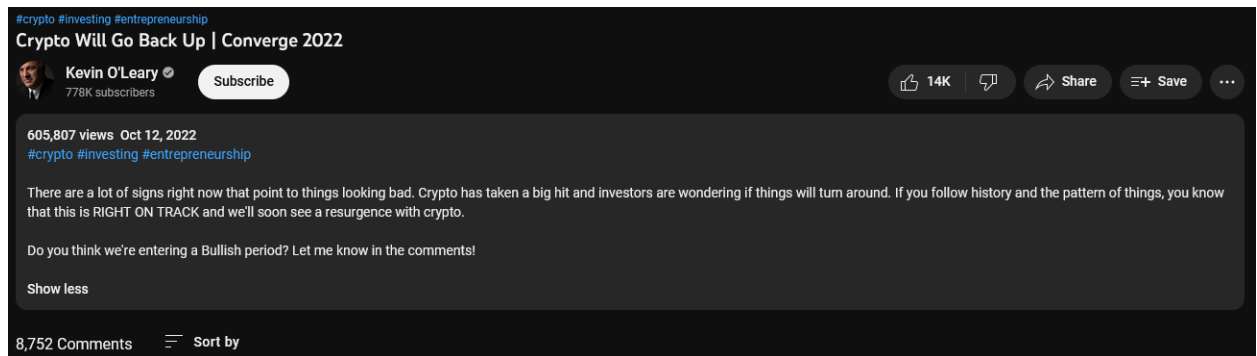 #crypto #investing #entrepreneurship
Crypto Will Go Back Up | Converge 2022
Kevin O'Leary
778K subscribers
Subscribe
14K
Share
Save
605,807 views Oct 12, 2022
#crypto #investing #entrepreneurship
There are a lot of signs right now that point to things looking bad. Crypto has taken a big hit and investors are wondering if things will turn around. If you follow history and the pattern of things, you know
that this is RIGHT ON TRACK and we'll soon see a resurgence with crypto.
Do you think we're entering a Bullish period? Let me know in the comments!
Show less
8,752 Comments
Sort by